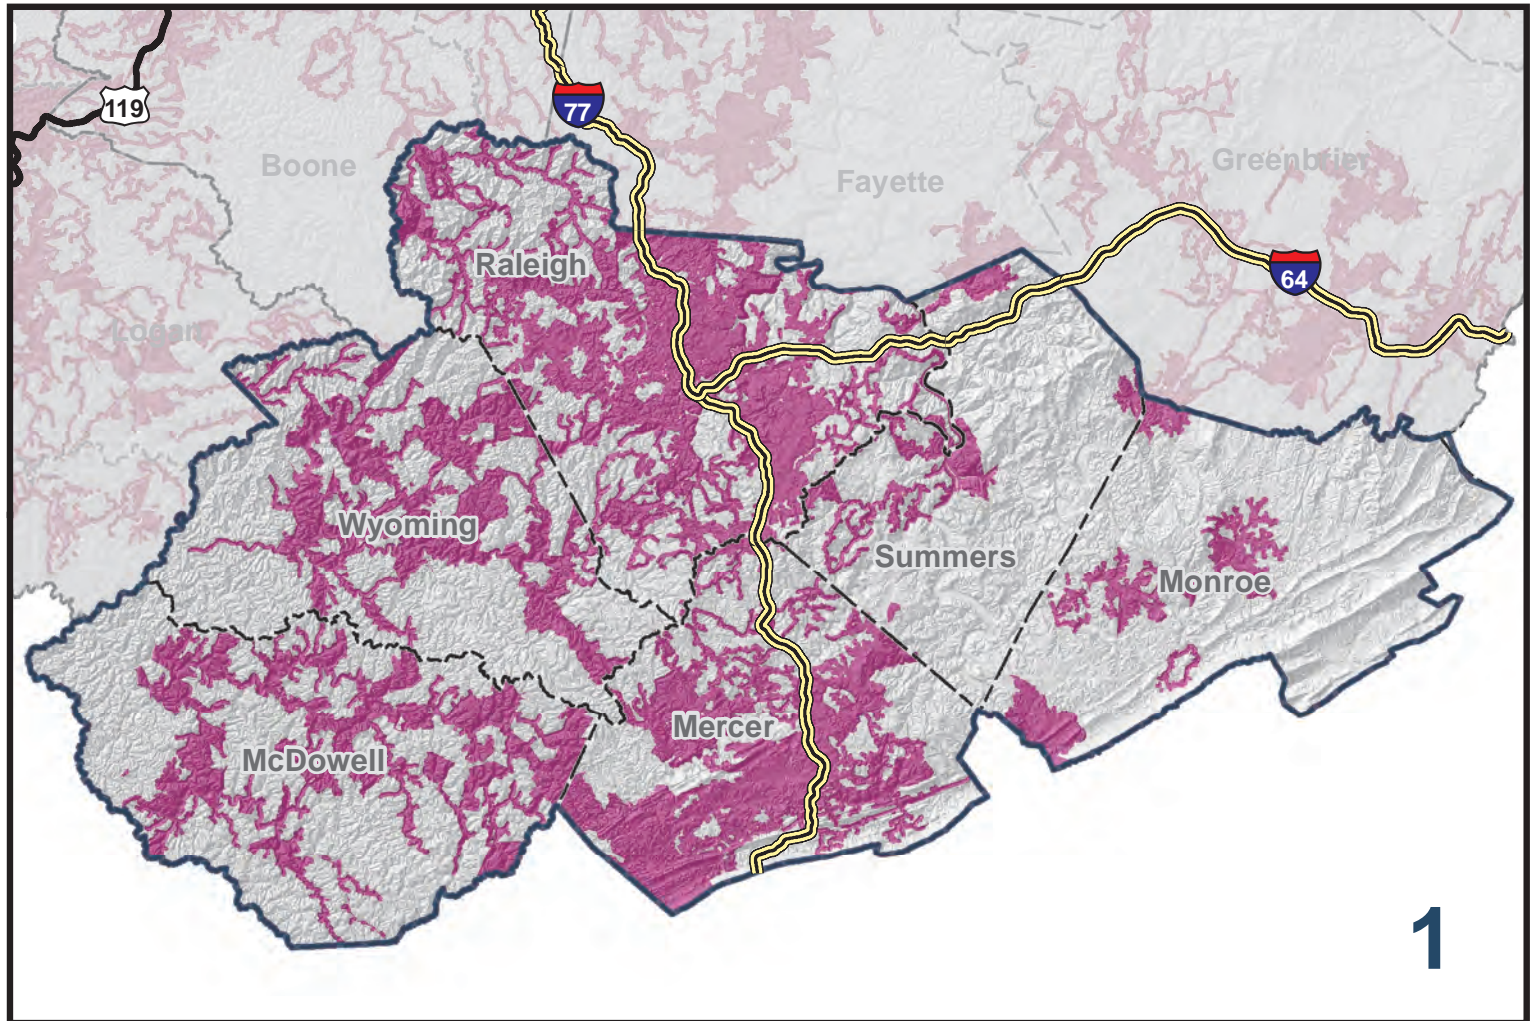 119
77
Boone
Fayette
Greenbrier
Raleigh
64
Logan
Wyoming
Summers
Monroe
Mercer
McDowell
1